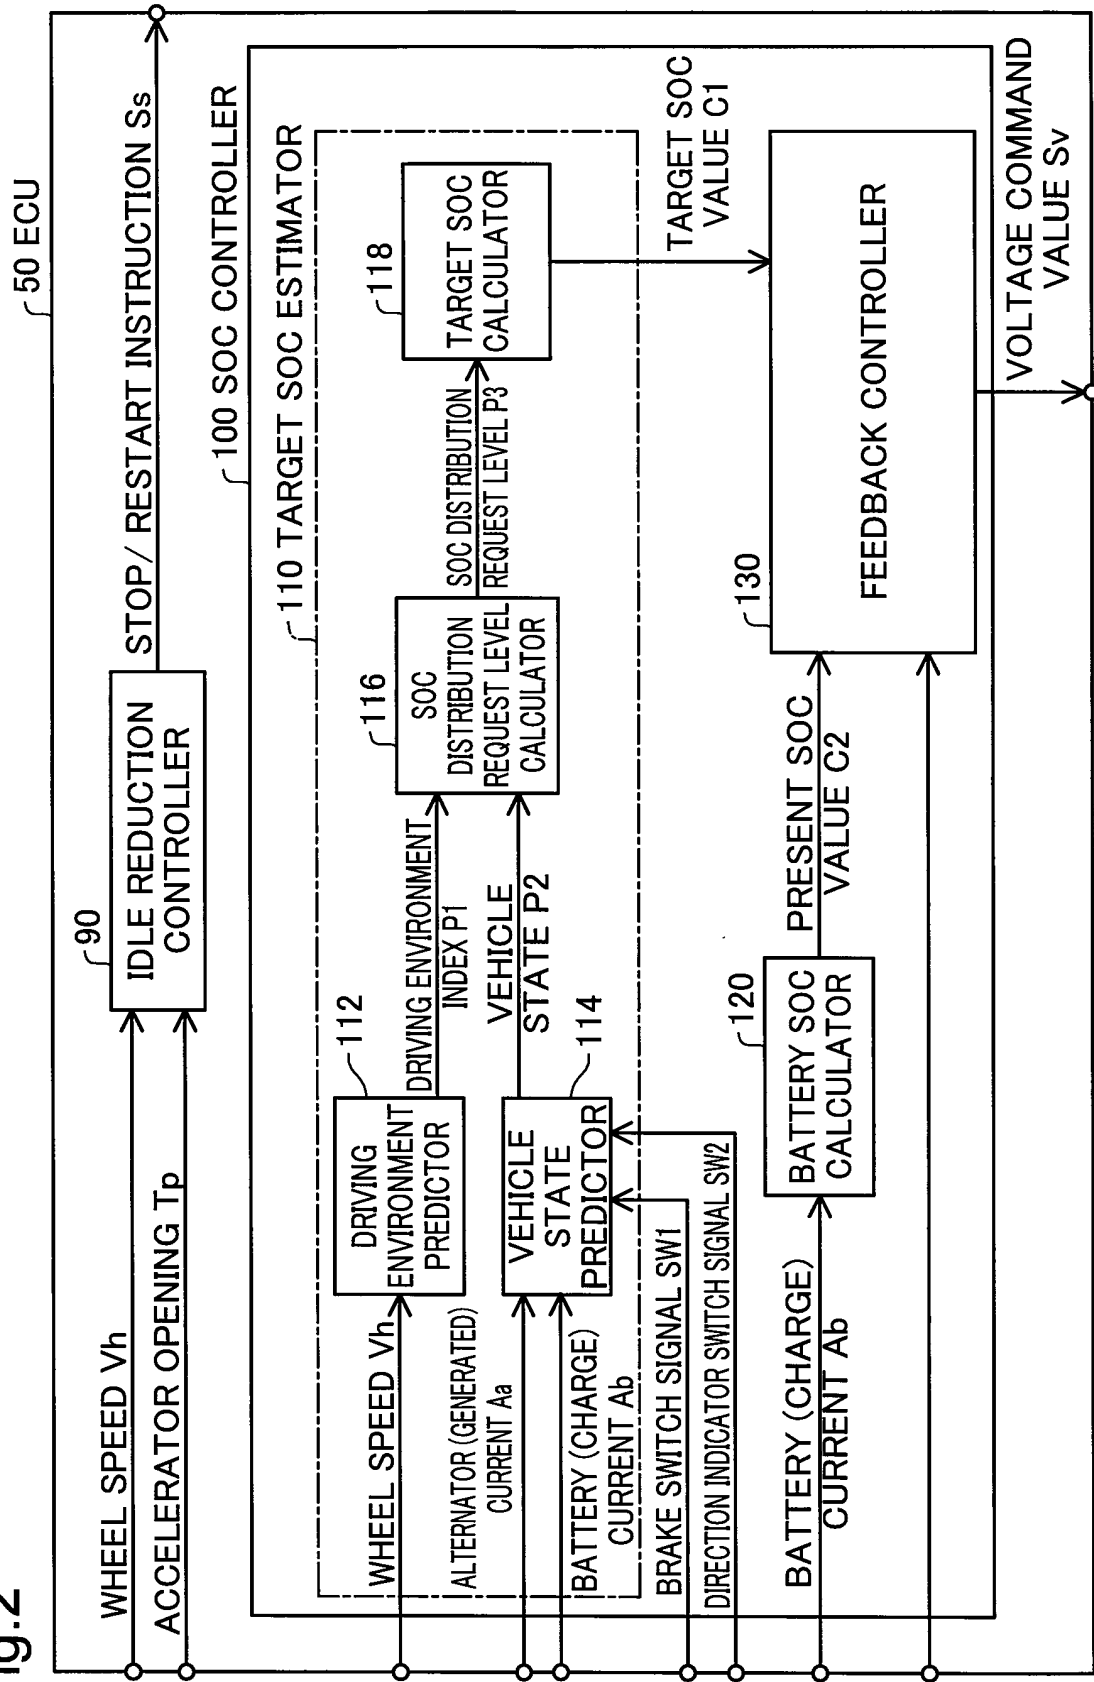 ig.2
50 ECU
WHEEL SPEED Vh
ACCELERATOR OPENING Tp
90
IDLE REDUCTION
CONTROLLER
STOP/ RESTART INSTRUCTION Ss
100 SOC CONTROLLER
110 TARGET SOC ESTIMATOR
WHEEL SPEED Vh
112
DRIVING
ENVIRONMENT
PREDICTOR
DRIVING ENVIRONMENT
INDEX P1
ALTERNATOR (GENERATED)
CURRENT Aa
BATTERY (CHARGE)
CURRENT Ab
VEHICLE
STATE
PREDICTOR
114
VEHICLE
STATE P2
116
SOC
DISTRIBUTION
REQUEST LEVEL
CALCULATOR
SOC DISTRIBUTION
REQUEST LEVEL P3
118
TARGET SOC
CALCULATOR
TARGET SOC
VALUE C1
BRAKE SWITCH SIGNAL SW1
DIRECTION INDICATOR SWITCH SIGNAL SW2
BATTERY (CHARGE)
CURRENT Ab
120
BATTERY SOC
CALCULATOR
PRESENT SOC
VALUE C2
130
FEEDBACK CONTROLLER
VOLTAGE COMMAND
VALUE Sv